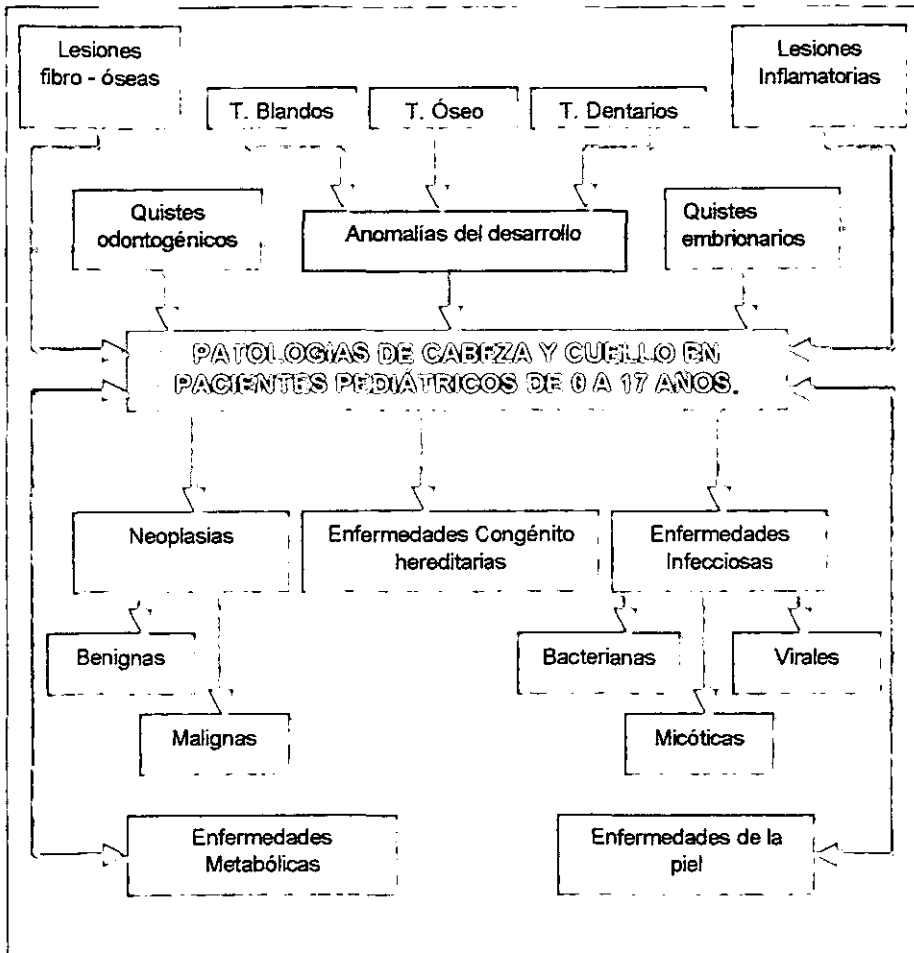 Lesiones
fibro - óseas
Lesiones
Inflamatorias
T. Blandos
T. Óseo
T. Dentarios
Quistes
odontogénicos
Anomalías del desarrollo
Quistes
embrionarios
PATOLOGÍAS DE CABEZA Y CUELLO EN
PACIENTES PEDIÁTRICOS DE 0 A 17 AÑOS.
Neoplasias
Enfermedades Congénito
hereditarias
Enfermedades
Infecciosas
Benignas
Bacterianas
Virales
Malignas
Micóticas
Enfermedades
Metabólicas
Enfermedades de la
piel